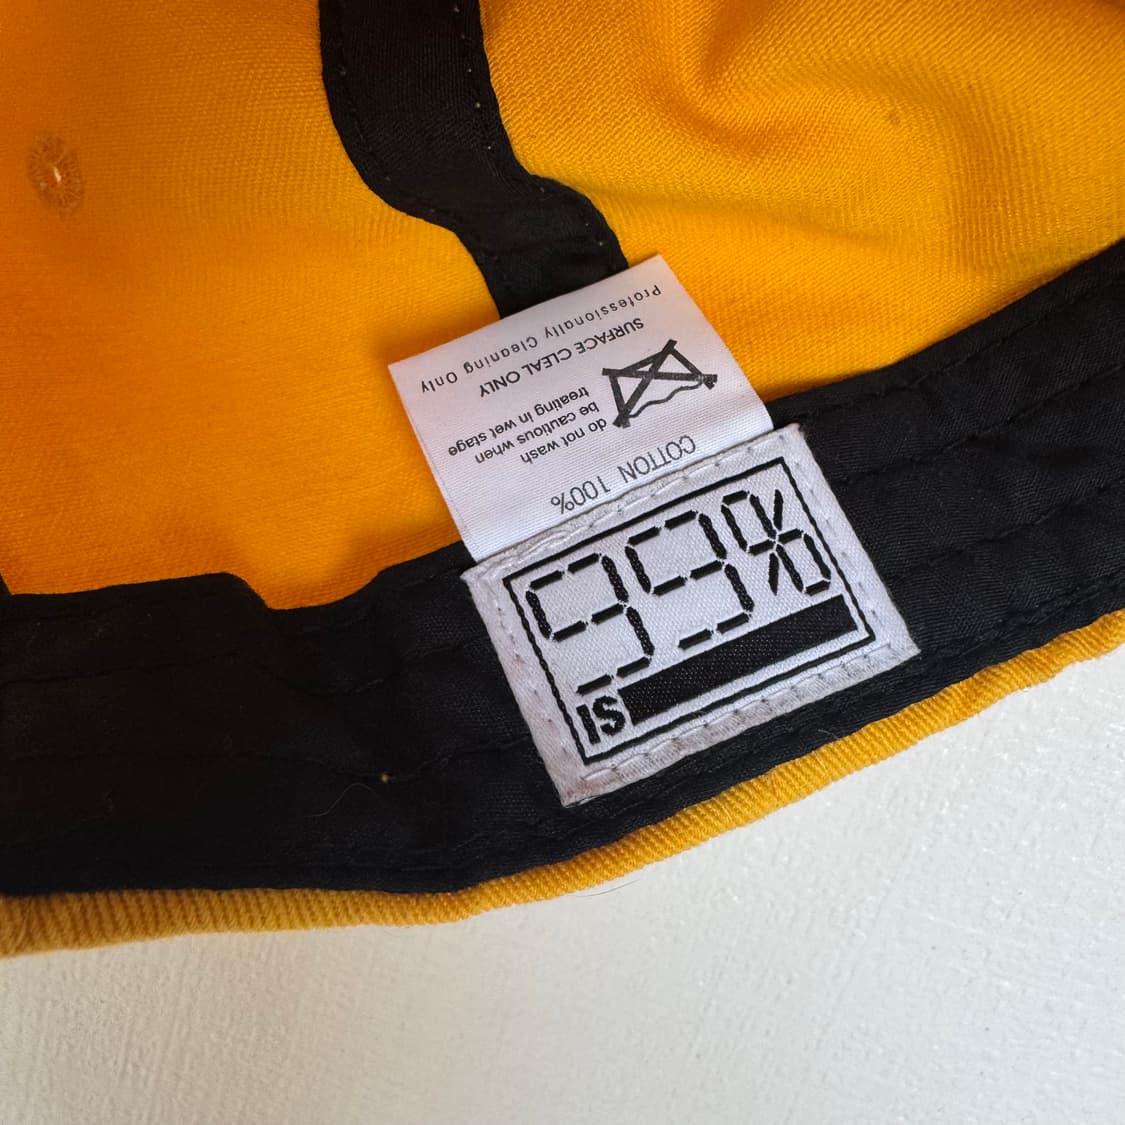 99%
IS
COTTON 100%
do not wash
be cautious when
treating in wet stage
SURFACE CLEAL ONLY
Professionally Cleaning Only